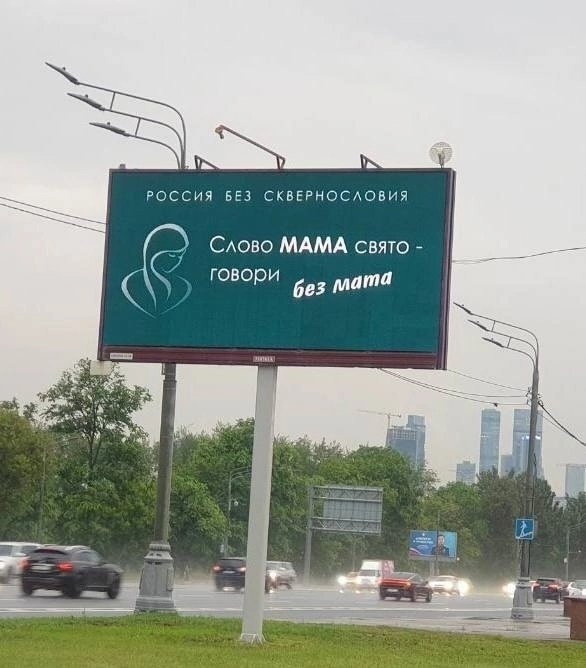 РОССИЯ БЕЗ СКВЕРНОСЛОВИЯ
Слово МАМА свято -
говори без мата